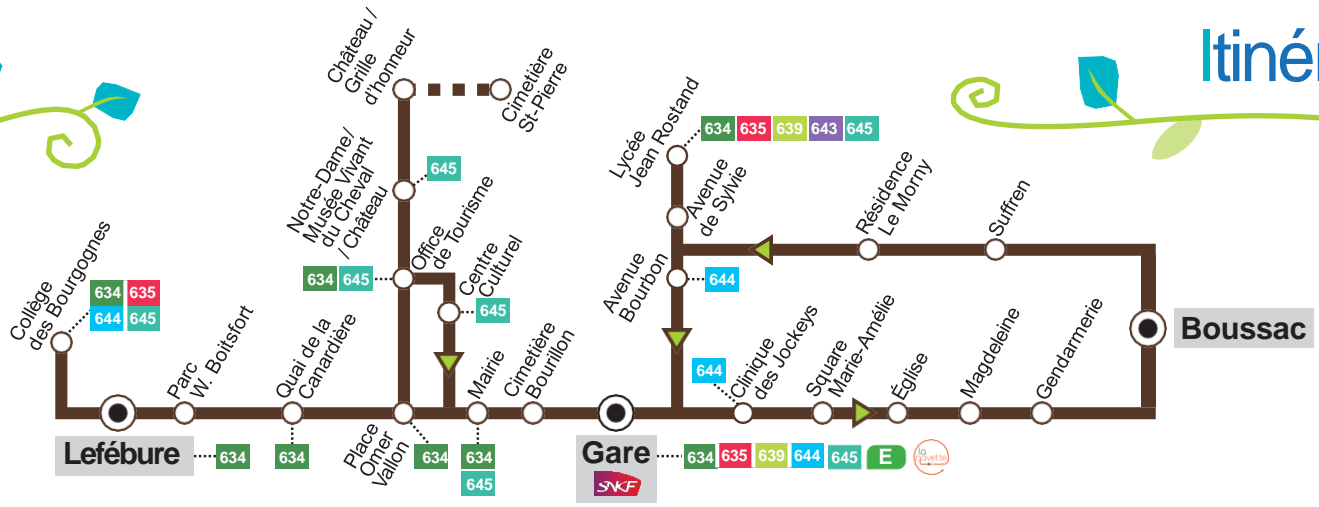 Itinér
Château /
Grille
d'honneur
Cimetière
St-Pierre
Notre-Dame/
Musée Vivant
du Cheval
/ Château
645
Office
de Tourisme
634 645
Centre
Culturel
645
Lycée
Jean Rostand
634 635 639 643 645
Avenue
de Sylvie
Résidence
Le Morny
Suffren
Avenue
Bourbon
644
Collège
des Bourgognes
634 635
644 645
Parc
W. Boitsfort
Quai de la
Canardière
Mairie
Cimetière
Bourillon
644
Clinique
des Jockeys
Square
Marie-Amélie
Église
Magdeleine
Gendarmerie
Boussac
Lefébure
634
634
Place
Omer
Vallon
634
634
645
Gare
SNCF
634 635 639 644 645 E
la navette